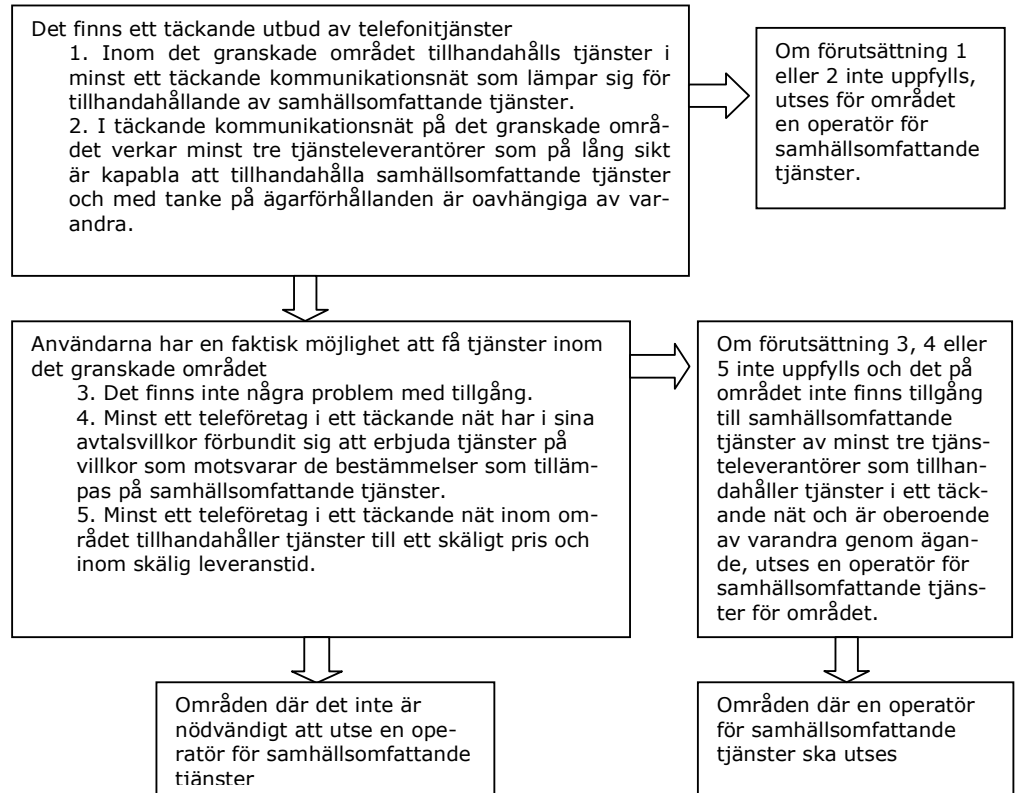 Det finns ett täckande utbud av telefonitjänster
1. Inom det granskade området tillhandahålls tjänster i
minst ett täckande kommunikationsnät som lämpar sig för
tillhandahållande av samhällsomfattande tjänster.
2. I täckande kommunikationsnät på det granskade områ-
det verkar minst tre tjänsteleverantörer som på lång sikt
är kapabla att tillhandahålla samhällsomfattande tjänster
och med tanke på ägarförhållanden är oavhängiga av var-
andra.
Om förutsättning 1
eller 2 inte uppfylls,
utses för området
en operatör för
samhällsomfattande
tjänster.
Användarna har en faktisk möjlighet att få tjänster inom
det granskade området
3. Det finns inte några problem med tillgång.
4. Minst ett teleföretag i ett täckande nät har i sina
avtalsvillkor förbundit sig att erbjuda tjänster på
villkor som motsvarar de bestämmelser som tilläm-
pas på samhällsomfattande tjänster.
5. Minst ett teleföretag i ett täckande nät inom om-
rådet tillhandahåller tjänster till ett skäligt pris och
inom skälig leveranstid.
Om förutsättning 3, 4 eller
5 inte uppfylls och det på
området inte finns tillgång
till samhällsomfattande
tjänster av minst tre tjäns-
televerantörer som tillhan-
dahåller tjänster i ett täck-
ande nät och är oberoende
av varandra genom ägan-
de, utses en operatör för
samhällsomfattande tjäns-
ter för området.
Områden där det inte är
nödvändigt att utse en ope-
ratör för samhällsomfattande
tjänster
Områden där en operatör
för samhällsomfattande
tjänster ska utses